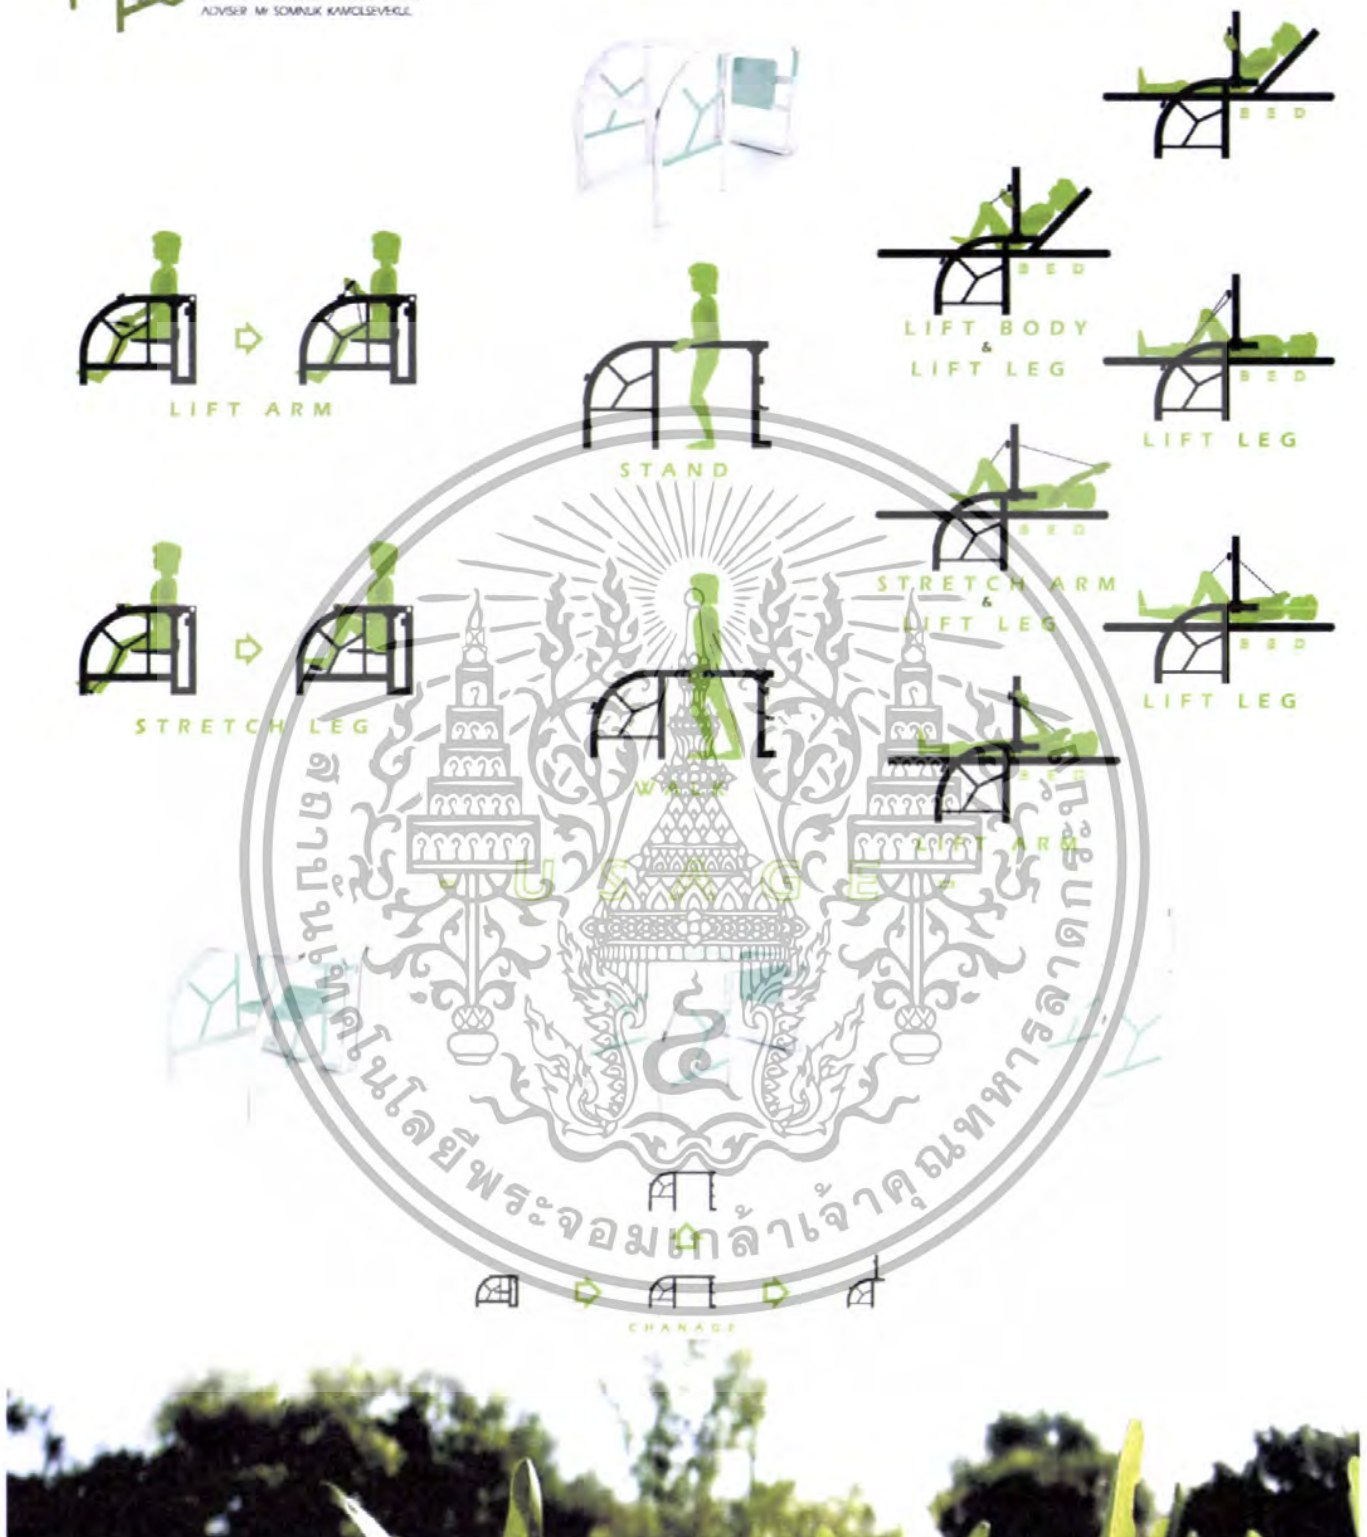 ADVISER Mr SOMNUK KAMOLSEVEKUL
BED
BED
LIFT BODY
&
LIFT LEG
BED
LIFT LEG
LIFT ARM
STAND
BED
STRETCH ARM
&
LIFT LEG
BED
LIFT LEG
STRETCH LEG
WALK
BED
LIFT ARM
USAGE
สถาบันเทคโนโลยีพระจอมเกล้าเจ้าคุณทหารลาดกระบัง
CHANAGE